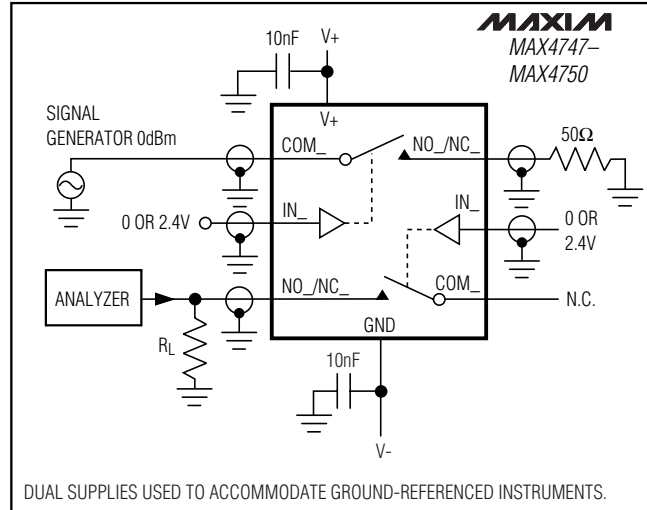 MAXIM
MAX4747–
MAX4750
10nF
V+
V+
SIGNAL
GENERATOR 0dBm
COM_
NO_/NC_
50Ω
IN_
0 OR 2.4V
IN_
0 OR
2.4V
ANALYZER
NO_/NC_
COM_
N.C.
GND
RL
10nF
V-
DUAL SUPPLIES USED TO ACCOMMODATE GROUND-REFERENCED INSTRUMENTS.